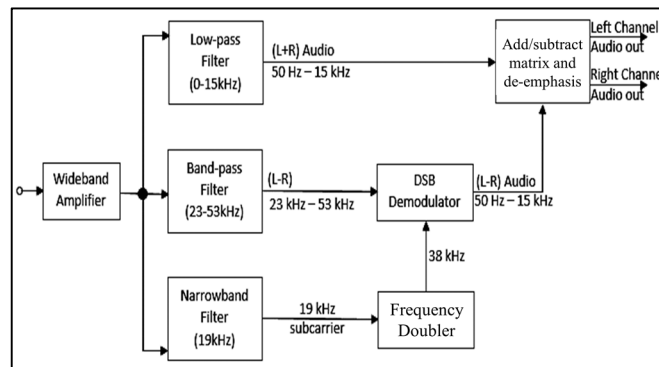 Low-pass
Filter
(0-15kHz)
(L+R) Audio
50 Hz – 15 kHz
Add/subtract
matrix and
de-emphasis
Left Channel
Audio out
Right Channe
Audio out
Wideband
Amplifier
Band-pass
Filter
(23-53kHz)
(L-R)
23 kHz – 53 kHz
DSB
Demodulator
(L-R) Audio
50 Hz – 15 kHz
38 kHz
Narrowband
Filter
(19kHz)
19 kHz
subcarrier
Frequency
Doubler